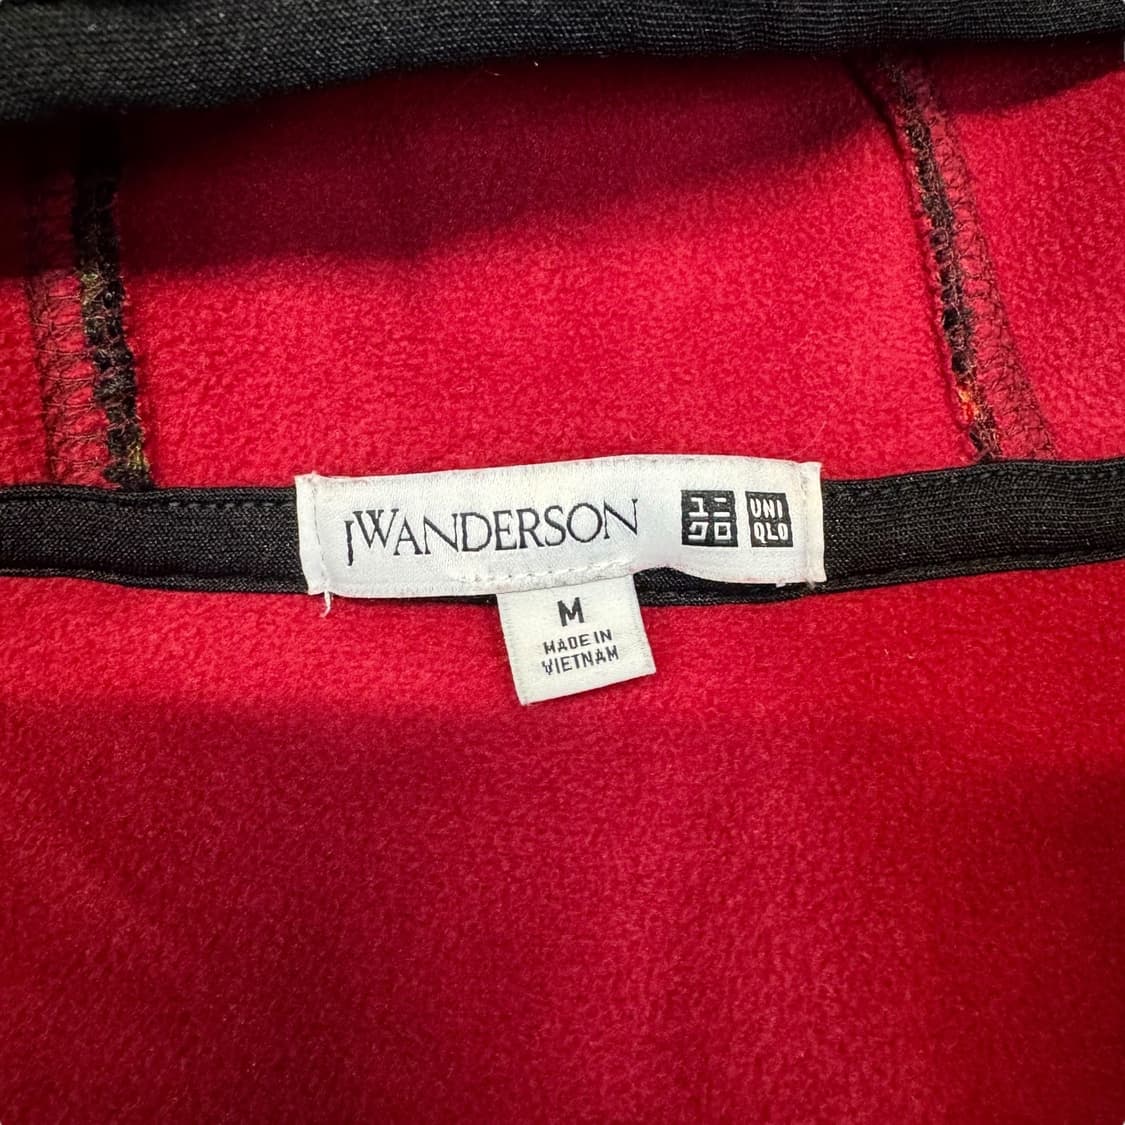 JWANDERSON
ユニ
クロ
UNI
QLO
M
MADE IN
VIETNAM